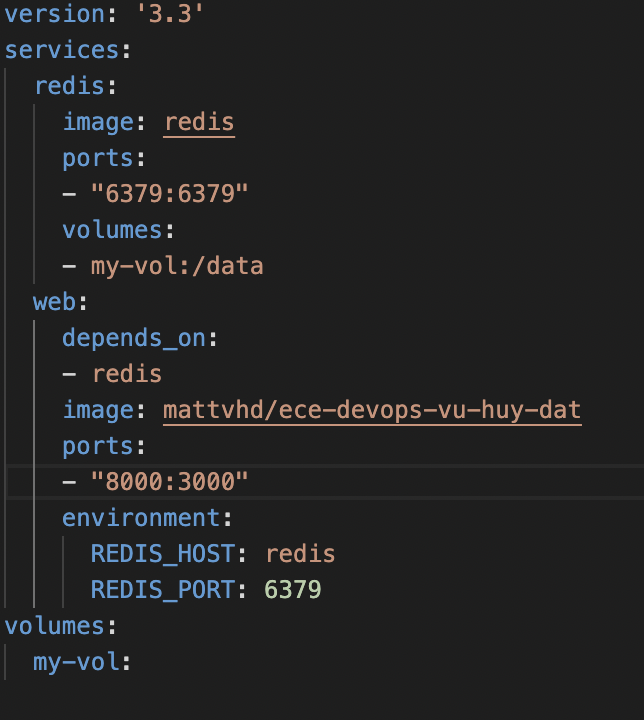 version: '3.3'
services:
  redis:
    image: redis
    ports:
    - "6379:6379"
    volumes:
    - my-vol:/data
  web:
    depends_on:
    - redis
    image: mattvhd/ece-devops-vu-huy-dat
    ports:
    - "8000:3000"
    environment:
      REDIS_HOST: redis
      REDIS_PORT: 6379
volumes:
  my-vol: